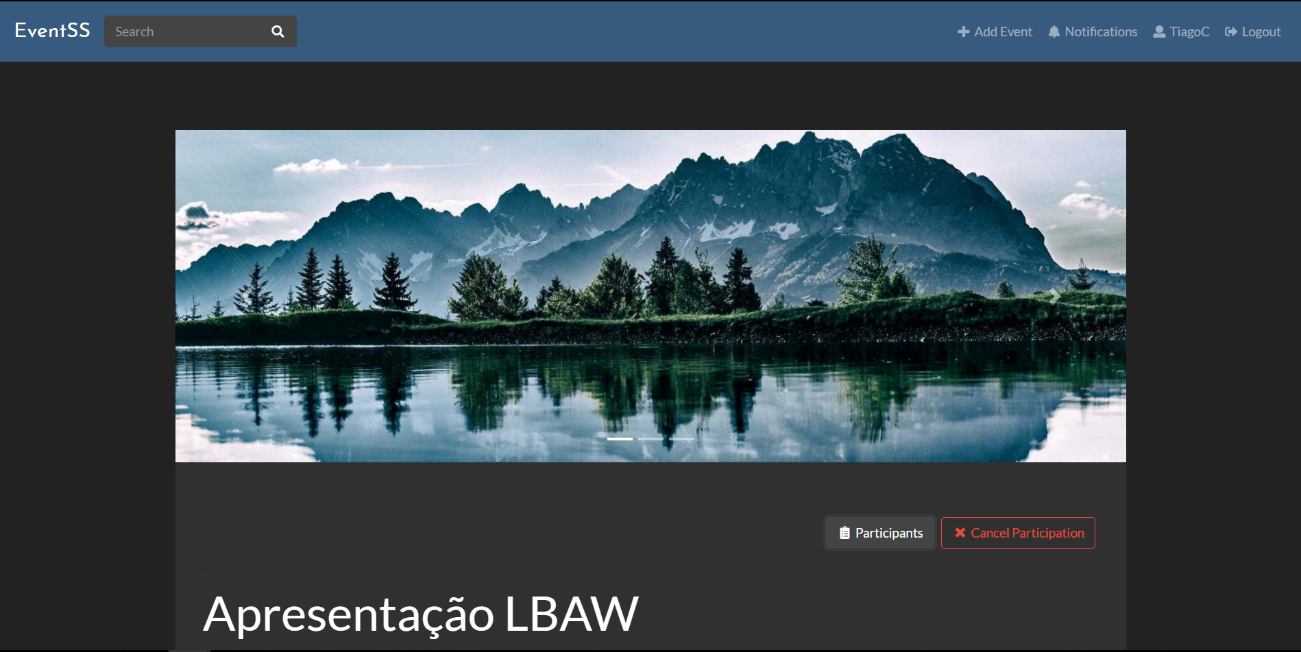 EventSS Search Add Event Notifications TiagoC Logout
Participants Cancel Participation
Apresentação LBAW